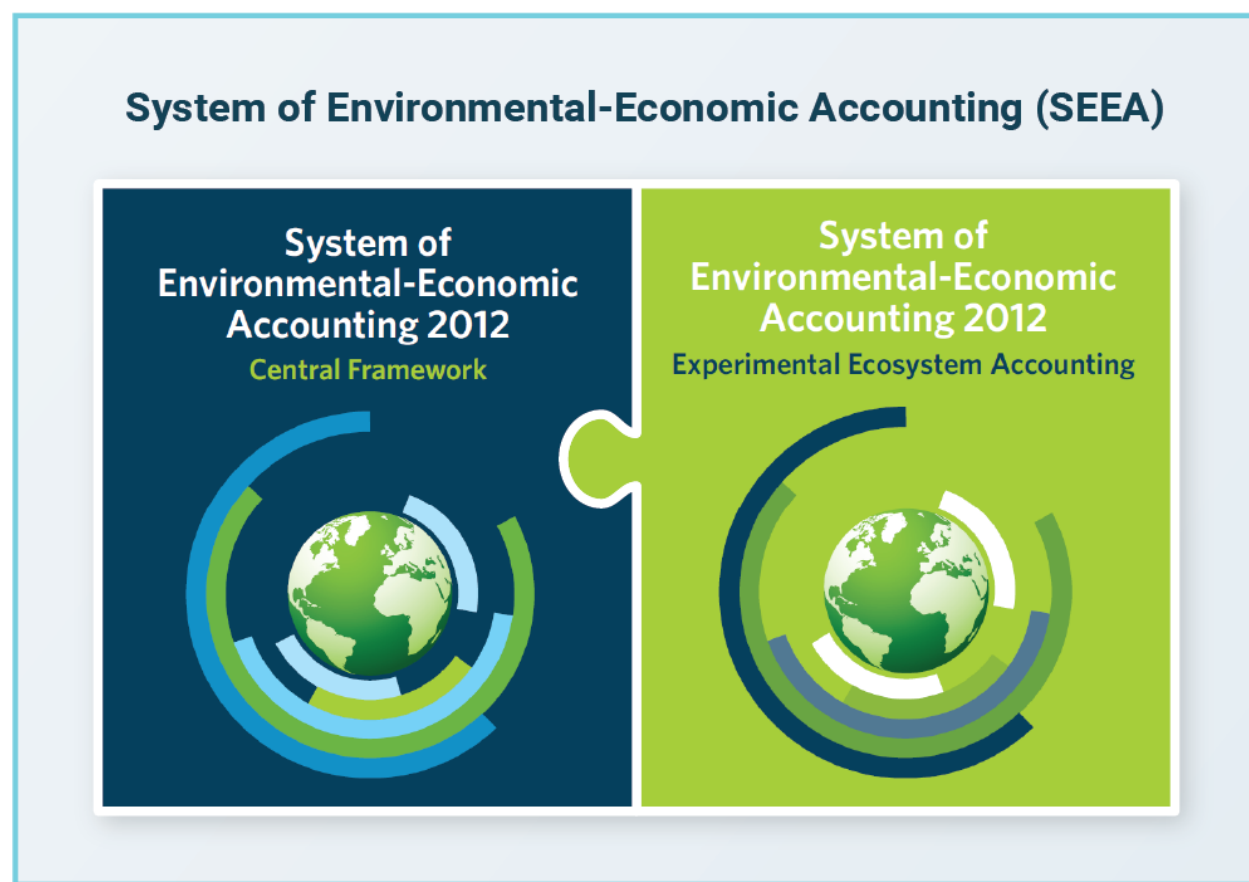 System of Environmental-Economic Accounting (SEEA)
System of
Environmental-Economic
Accounting 2012
Central Framework
System of
Environmental-Economic
Accounting 2012
Experimental Ecosystem Accounting